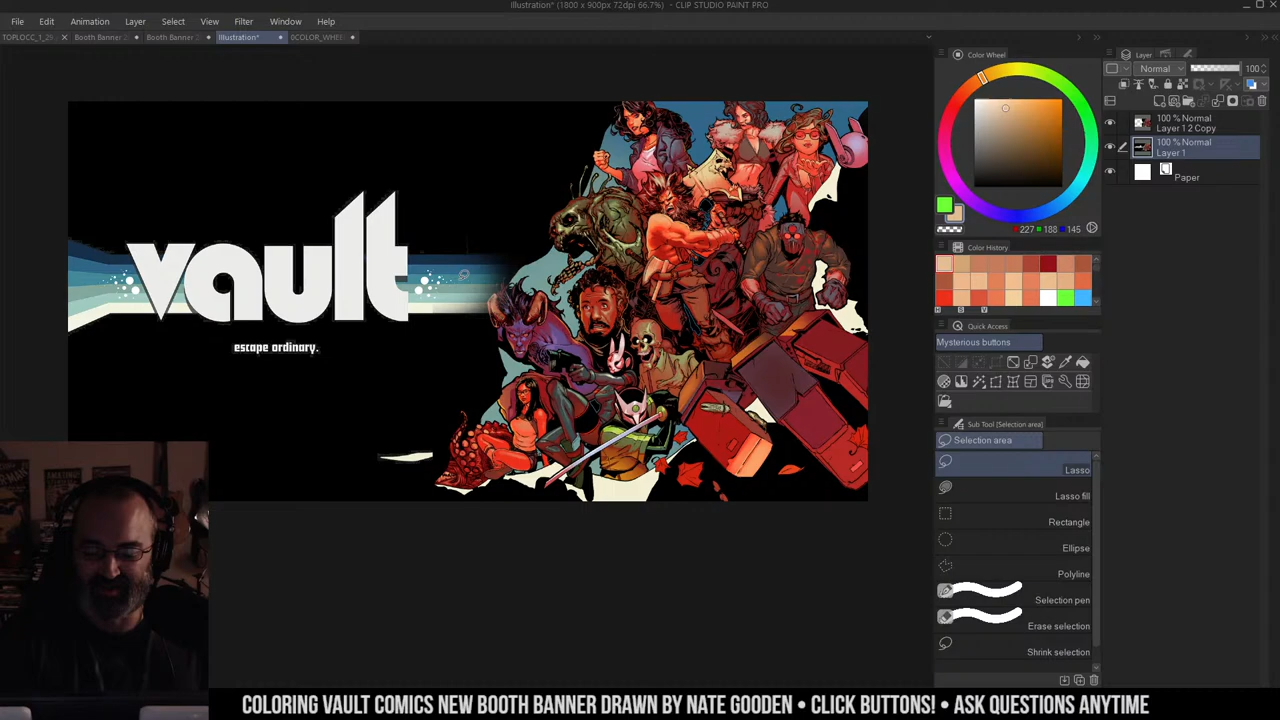 Illustration* (1800 x 900px 72dpi 66.7%) - CLIP STUDIO PAINT PRO
File Edit Animation Layer Select View Filter Window Help
Booth Banner Booth Banner Illustration* 0COLOR_WHEE
Color Wheel
Layer
Normal 100
100 % Normal
Layer 1 2 Copy
100 % Normal
Layer 1
Paper
227 188 145
Color History
H S V
Quick Access
Mysterious buttons
Sub Tool [Selection area]
Selection area
Lasso
Lasso fill
Rectangle
Ellipse
Polyline
Selection pen
Erase selection
Shrink selection
vault
escape ordinary.
COLORING VAULT COMICS NEW BOOTH BANNER DRAWN BY NATE GOODEN • CLICK BUTTONS! • ASK QUESTIONS ANYTIME